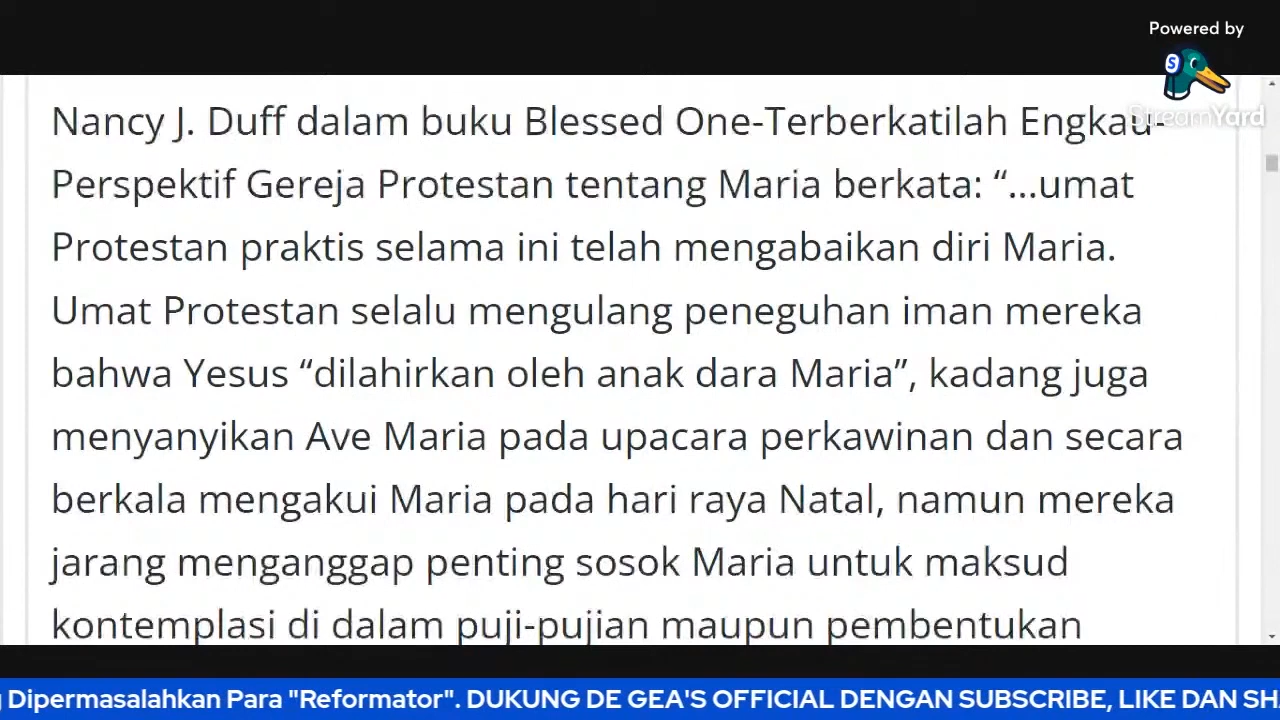 Powered by
StreamYard
Nancy J. Duff dalam buku Blessed One-Terberkatilah Engkau-
Perspektif Gereja Protestan tentang Maria berkata: “...umat
Protestan praktis selama ini telah mengabaikan diri Maria.
Umat Protestan selalu mengulang peneguhan iman mereka
bahwa Yesus “dilahirkan oleh anak dara Maria”, kadang juga
menyanyikan Ave Maria pada upacara perkawinan dan secara
berkala mengakui Maria pada hari raya Natal, namun mereka
jarang menganggap penting sosok Maria untuk maksud
kontemplasi di dalam puji-pujian maupun pembentukan
Dipermasalahkan Para "Reformator". DUKUNG DE GEA'S OFFICIAL DENGAN SUBSCRIBE, LIKE DAN